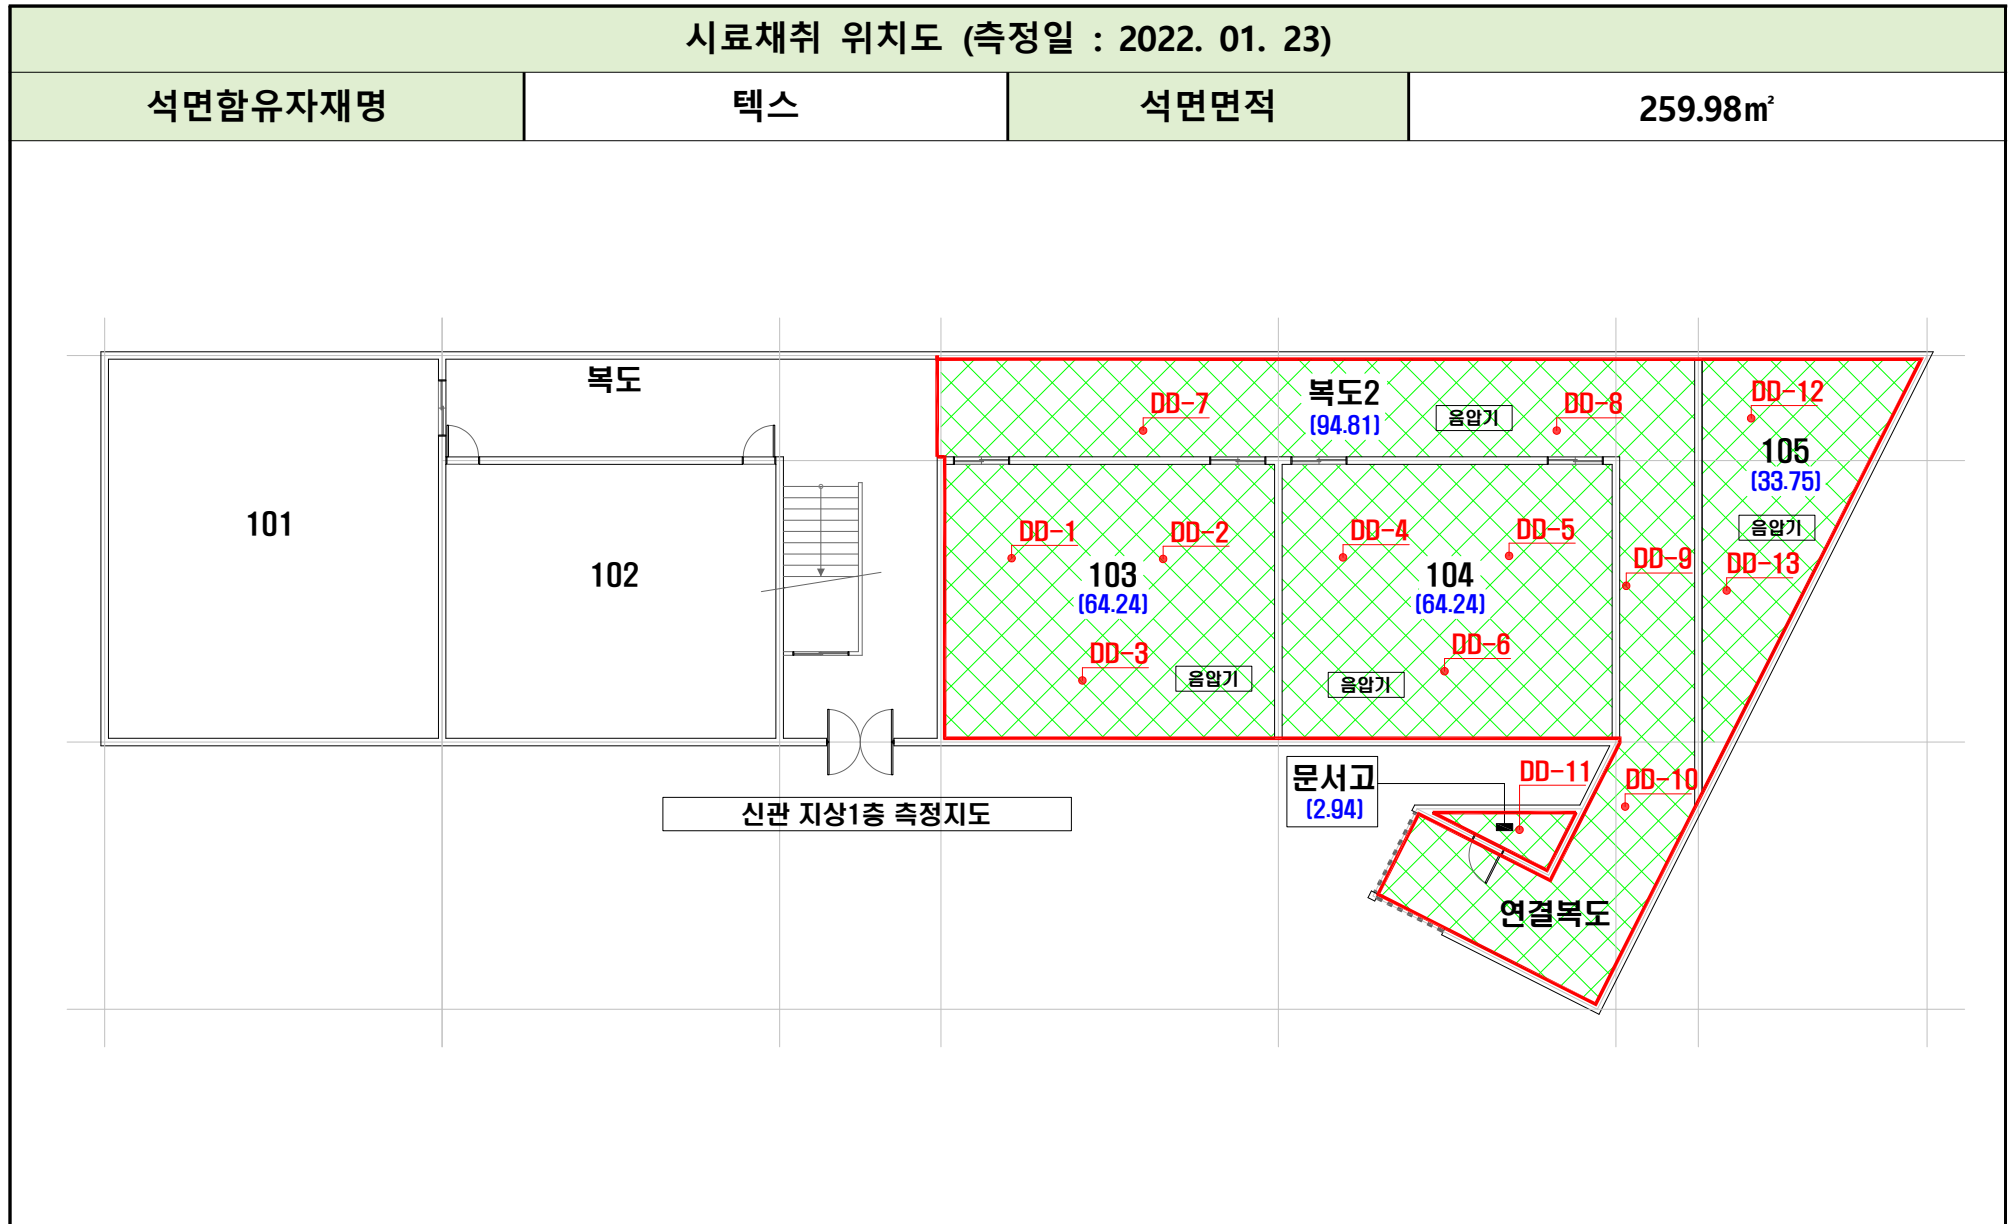 시료채취 위치도 (측정일 : 2022. 01. 23)
석면함유자재명
텍스
석면면적
259.98㎡
복도
복도2
(94.81)
음압기
DD-7
DD-8
DD-12
105
(33.75)
음압기
DD-13
101
102
DD-1
DD-2
103
(64.24)
DD-3
음압기
DD-4
DD-5
104
(64.24)
DD-6
음압기
DD-9
문서고
(2.94)
DD-11
DD-10
신관 지상1층 측정지도
연결복도